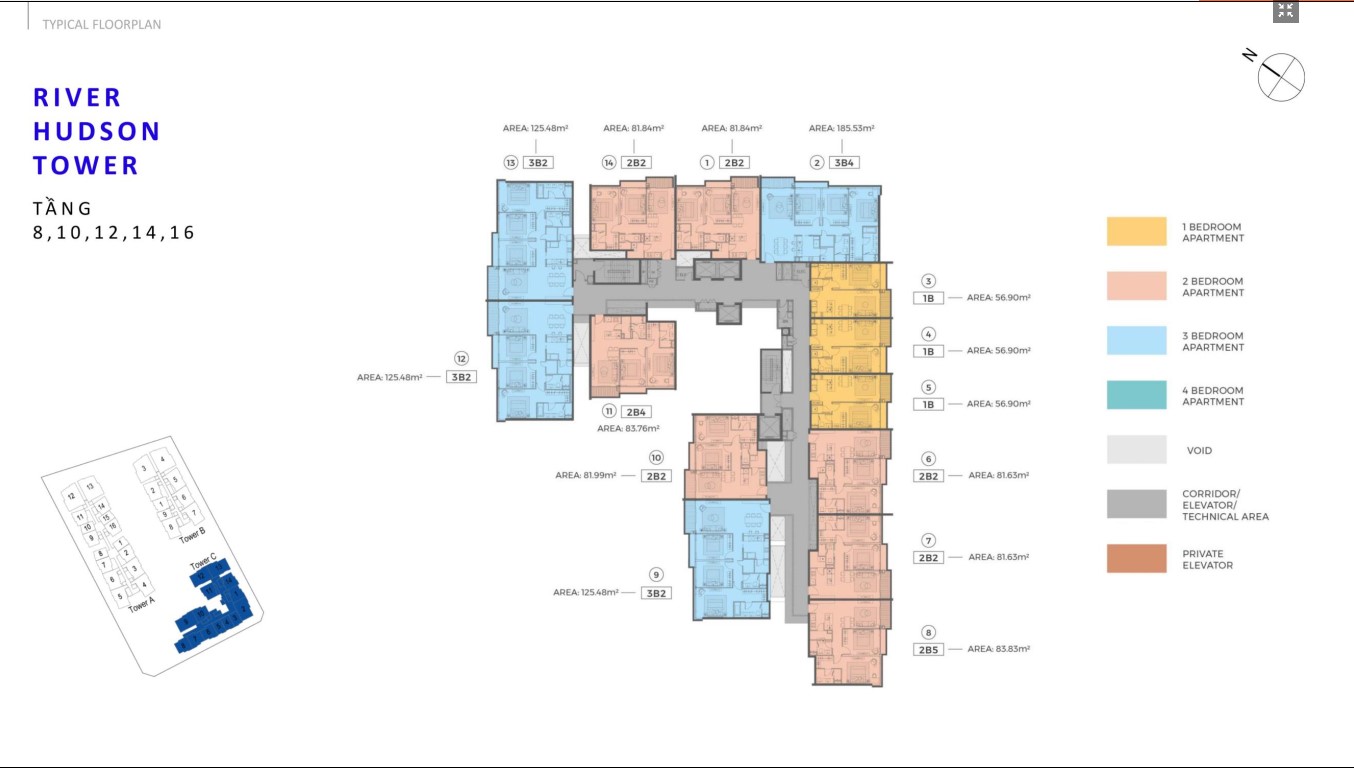 TYPICAL FLOORPLAN
N
RIVER
HUDSON
TOWER
TẦNG
8,10,12,14,16
AREA: 125.48m²
13 3B2
AREA: 81.84m²
14 2B2
AREA: 81.84m²
1 2B2
AREA: 185.53m²
2 3B4
3
1B AREA: 56.90m²
4
1B AREA: 56.90m²
5
1B AREA: 56.90m²
6
2B2 AREA: 81.63m²
7
2B2 AREA: 81.63m²
8
2B5 AREA: 83.83m²
12
AREA: 125.48m² 3B2
11 2B4
AREA: 83.76m²
10
AREA: 81.99m² 2B2
9
AREA: 125.48m² 3B2
1 BEDROOM
APARTMENT
2 BEDROOM
APARTMENT
3 BEDROOM
APARTMENT
4 BEDROOM
APARTMENT
VOID
CORRIDOR/
ELEVATOR/
TECHNICAL AREA
PRIVATE
ELEVATOR
12 13
11 14
10 15
9 16
8 1
7 2
6 3
5 4
Tower A
3 4
2 5
1 6
9 7
8
Tower B
Tower C